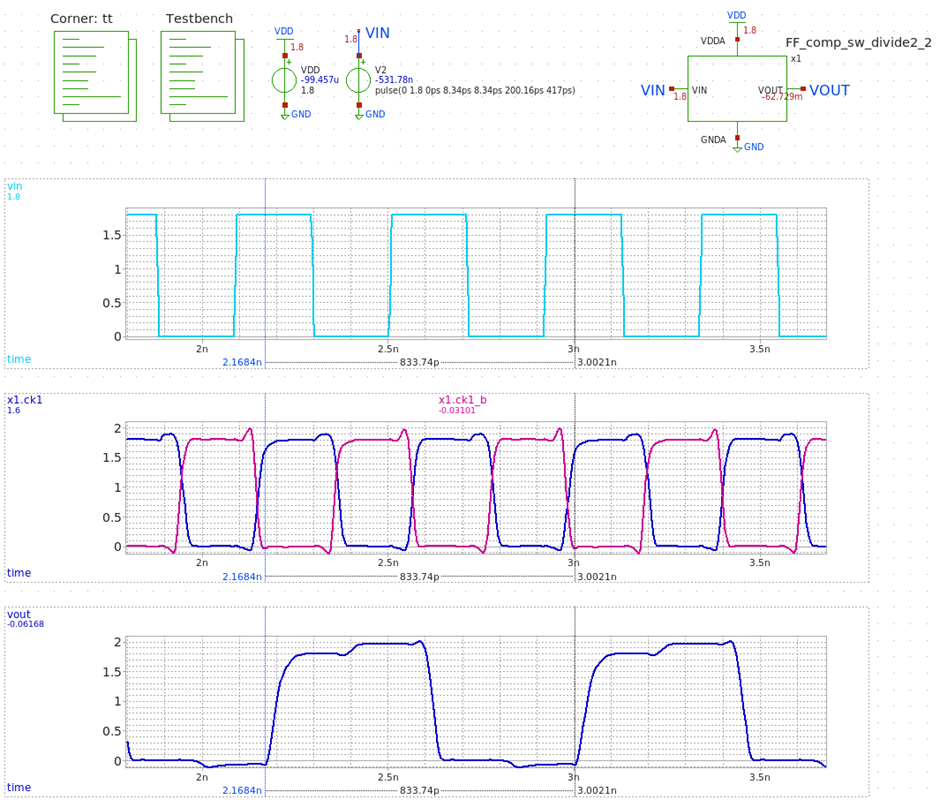 Corner: tt
Testbench
VDD
1.8
VDD
-99.457u
1.8
GND
VIN
1.8
V2
-531.78n
pulse(0 1.8 0ps 8.34ps 8.34ps 200.16ps 417ps)
GND
VDD
1.8
VDDA
FF_comp_sw_divide2_2
x1
VIN
1.8
VIN
VOUT
-62.729m
VOUT
GNDA
GND
vin
1.8
1.5
1
0.5
0
2n
2.5n
3n
3.5n
time
2.1684n
833.74p
3.0021n
x1.ck1
1.6
x1.ck1_b
-0.03101
2
1.5
1
0.5
0
2n
2.5n
3n
3.5n
time
2.1684n
833.74p
3.0021n
vout
-0.06168
2
1.5
1
0.5
0
2n
2.5n
3n
3.5n
time
2.1684n
833.74p
3.0021n